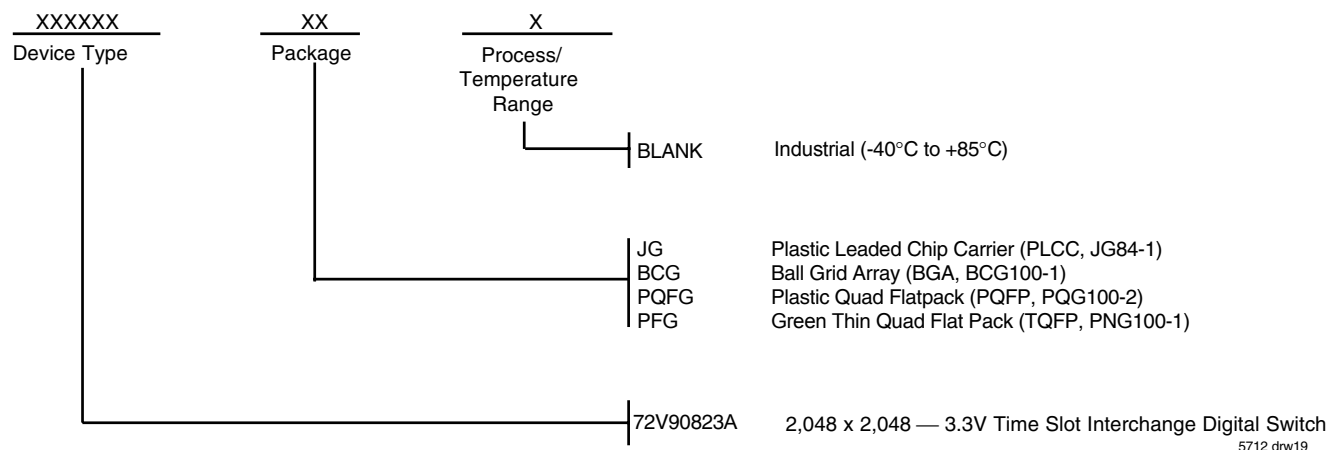 XXXXXX XX X
Device Type Package Process/
Temperature
Range
BLANK Industrial (-40°C to +85°C)
JG Plastic Leaded Chip Carrier (PLCC, JG84-1)
BCG Ball Grid Array (BGA, BCG100-1)
PQFG Plastic Quad Flatpack (PQFP, PQG100-2)
PFG Green Thin Quad Flat Pack (TQFP, PNG100-1)
72V90823A 2,048 x 2,048 — 3.3V Time Slot Interchange Digital Switch
5712 drw19